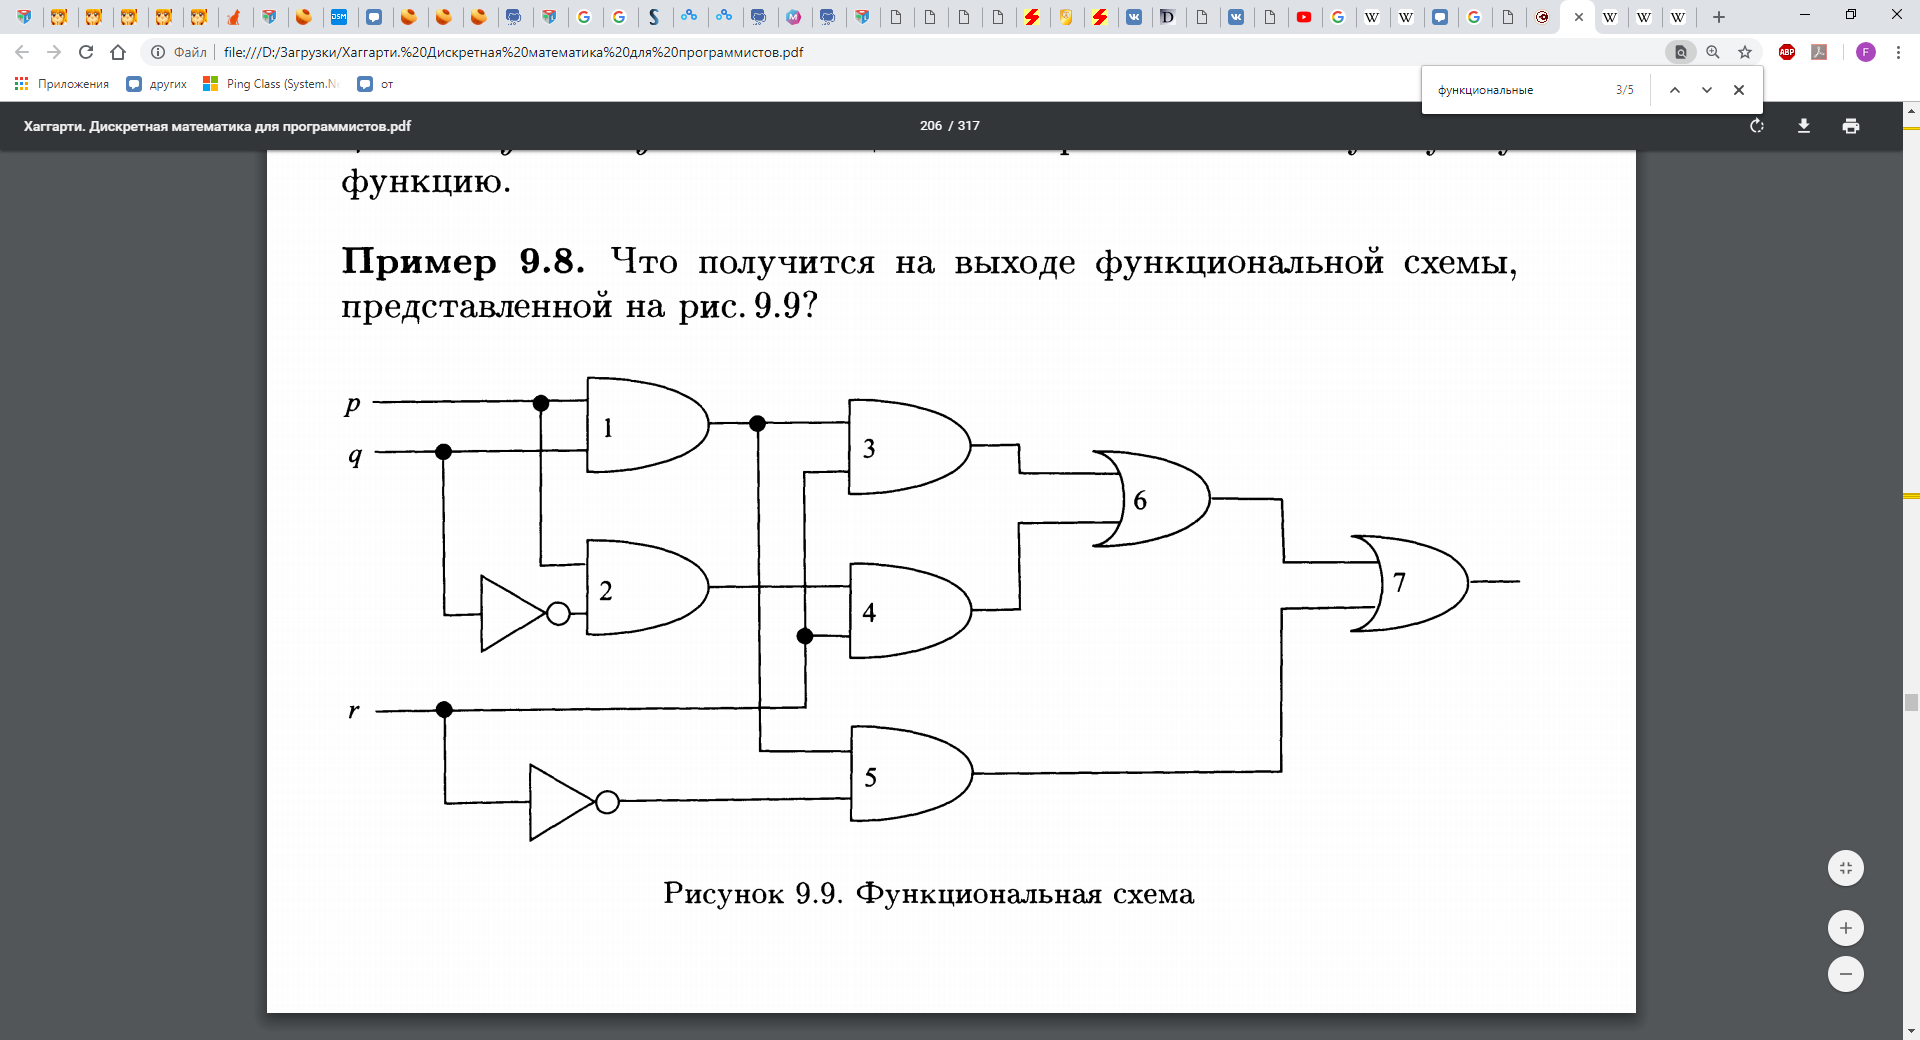 Файл
file:///D:/Загрузки/Хаггарти.%20Дискретная%20математика%20для%20программистов.pdf
Приложения
других
Ping Class (System.Ne
от
функциональные
3/5
Хаггарти. Дискретная математика для программистов.pdf
206 / 317
функцию.
Пример 9.8. Что получится на выходе функциональной схемы,
представленной на рис. 9.9?
p
q
r
1
2
3
4
5
6
7
Рисунок 9.9. Функциональная схема